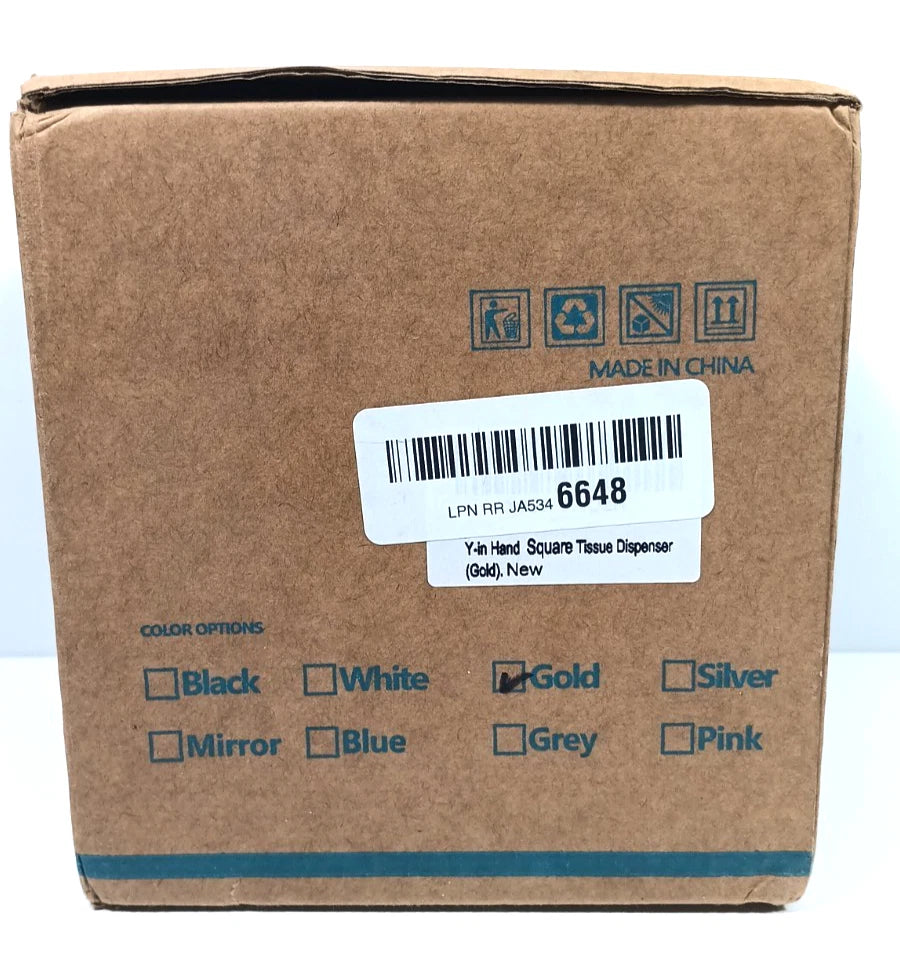 MADE IN CHINA
LPN RR JA534 6648
Y-in Hand Square Tissue Dispenser
(Gold), New
COLOR OPTIONS
Black White Gold Silver
Mirror Blue Grey Pink